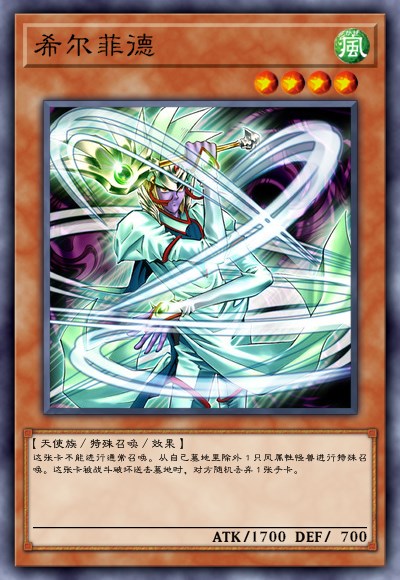 希尔菲德
風
【天使族／特殊召唤／效果】
这张卡不能进行通常召唤。从自己墓地里除外1只风属性怪兽进行特殊召
唤。这张卡被战斗破坏送去墓地时，对方随机丢弃1张手卡。
ATK/1700 DEF/ 700